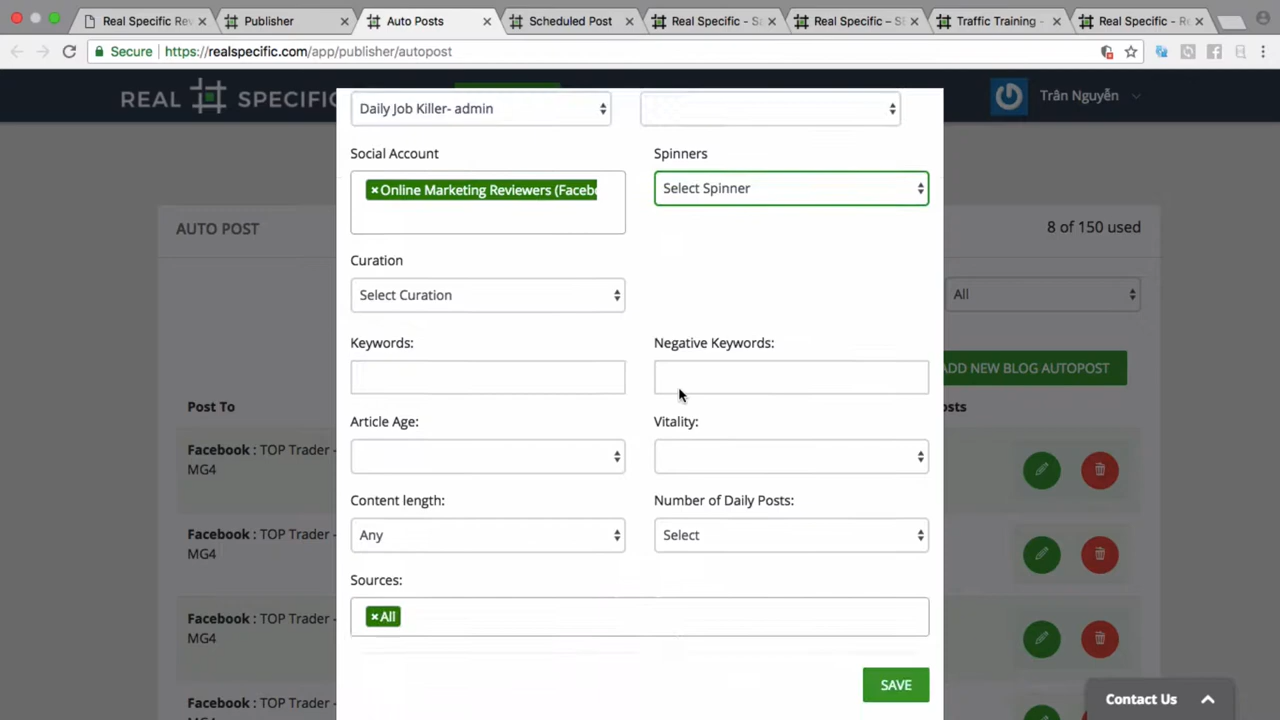 Real Specific Rev
Publisher
Auto Posts
Scheduled Post
Real Specific - S
Real Specific – SE
Traffic Training -
Real Specific - Re
Secure
https://realspecific.com/app/publisher/autopost
REAL SPECIFIC
Trân Nguyễn
Daily Job Killer- admin
Social Account
Spinners
×Online Marketing Reviewers (Facebo
Select Spinner
AUTO POST
8 of 150 used
Curation
Select Curation
All
Keywords:
Negative Keywords:
ADD NEW BLOG AUTOPOST
Post To
osts
Article Age:
Vitality:
Facebook : TOP Trader -
MG4
Content length:
Number of Daily Posts:
Any
Select
Facebook : TOP Trader -
MG4
Sources:
×All
Facebook : TOP Trader -
MG4
SAVE
Contact Us
Facebook : TOP Trader -